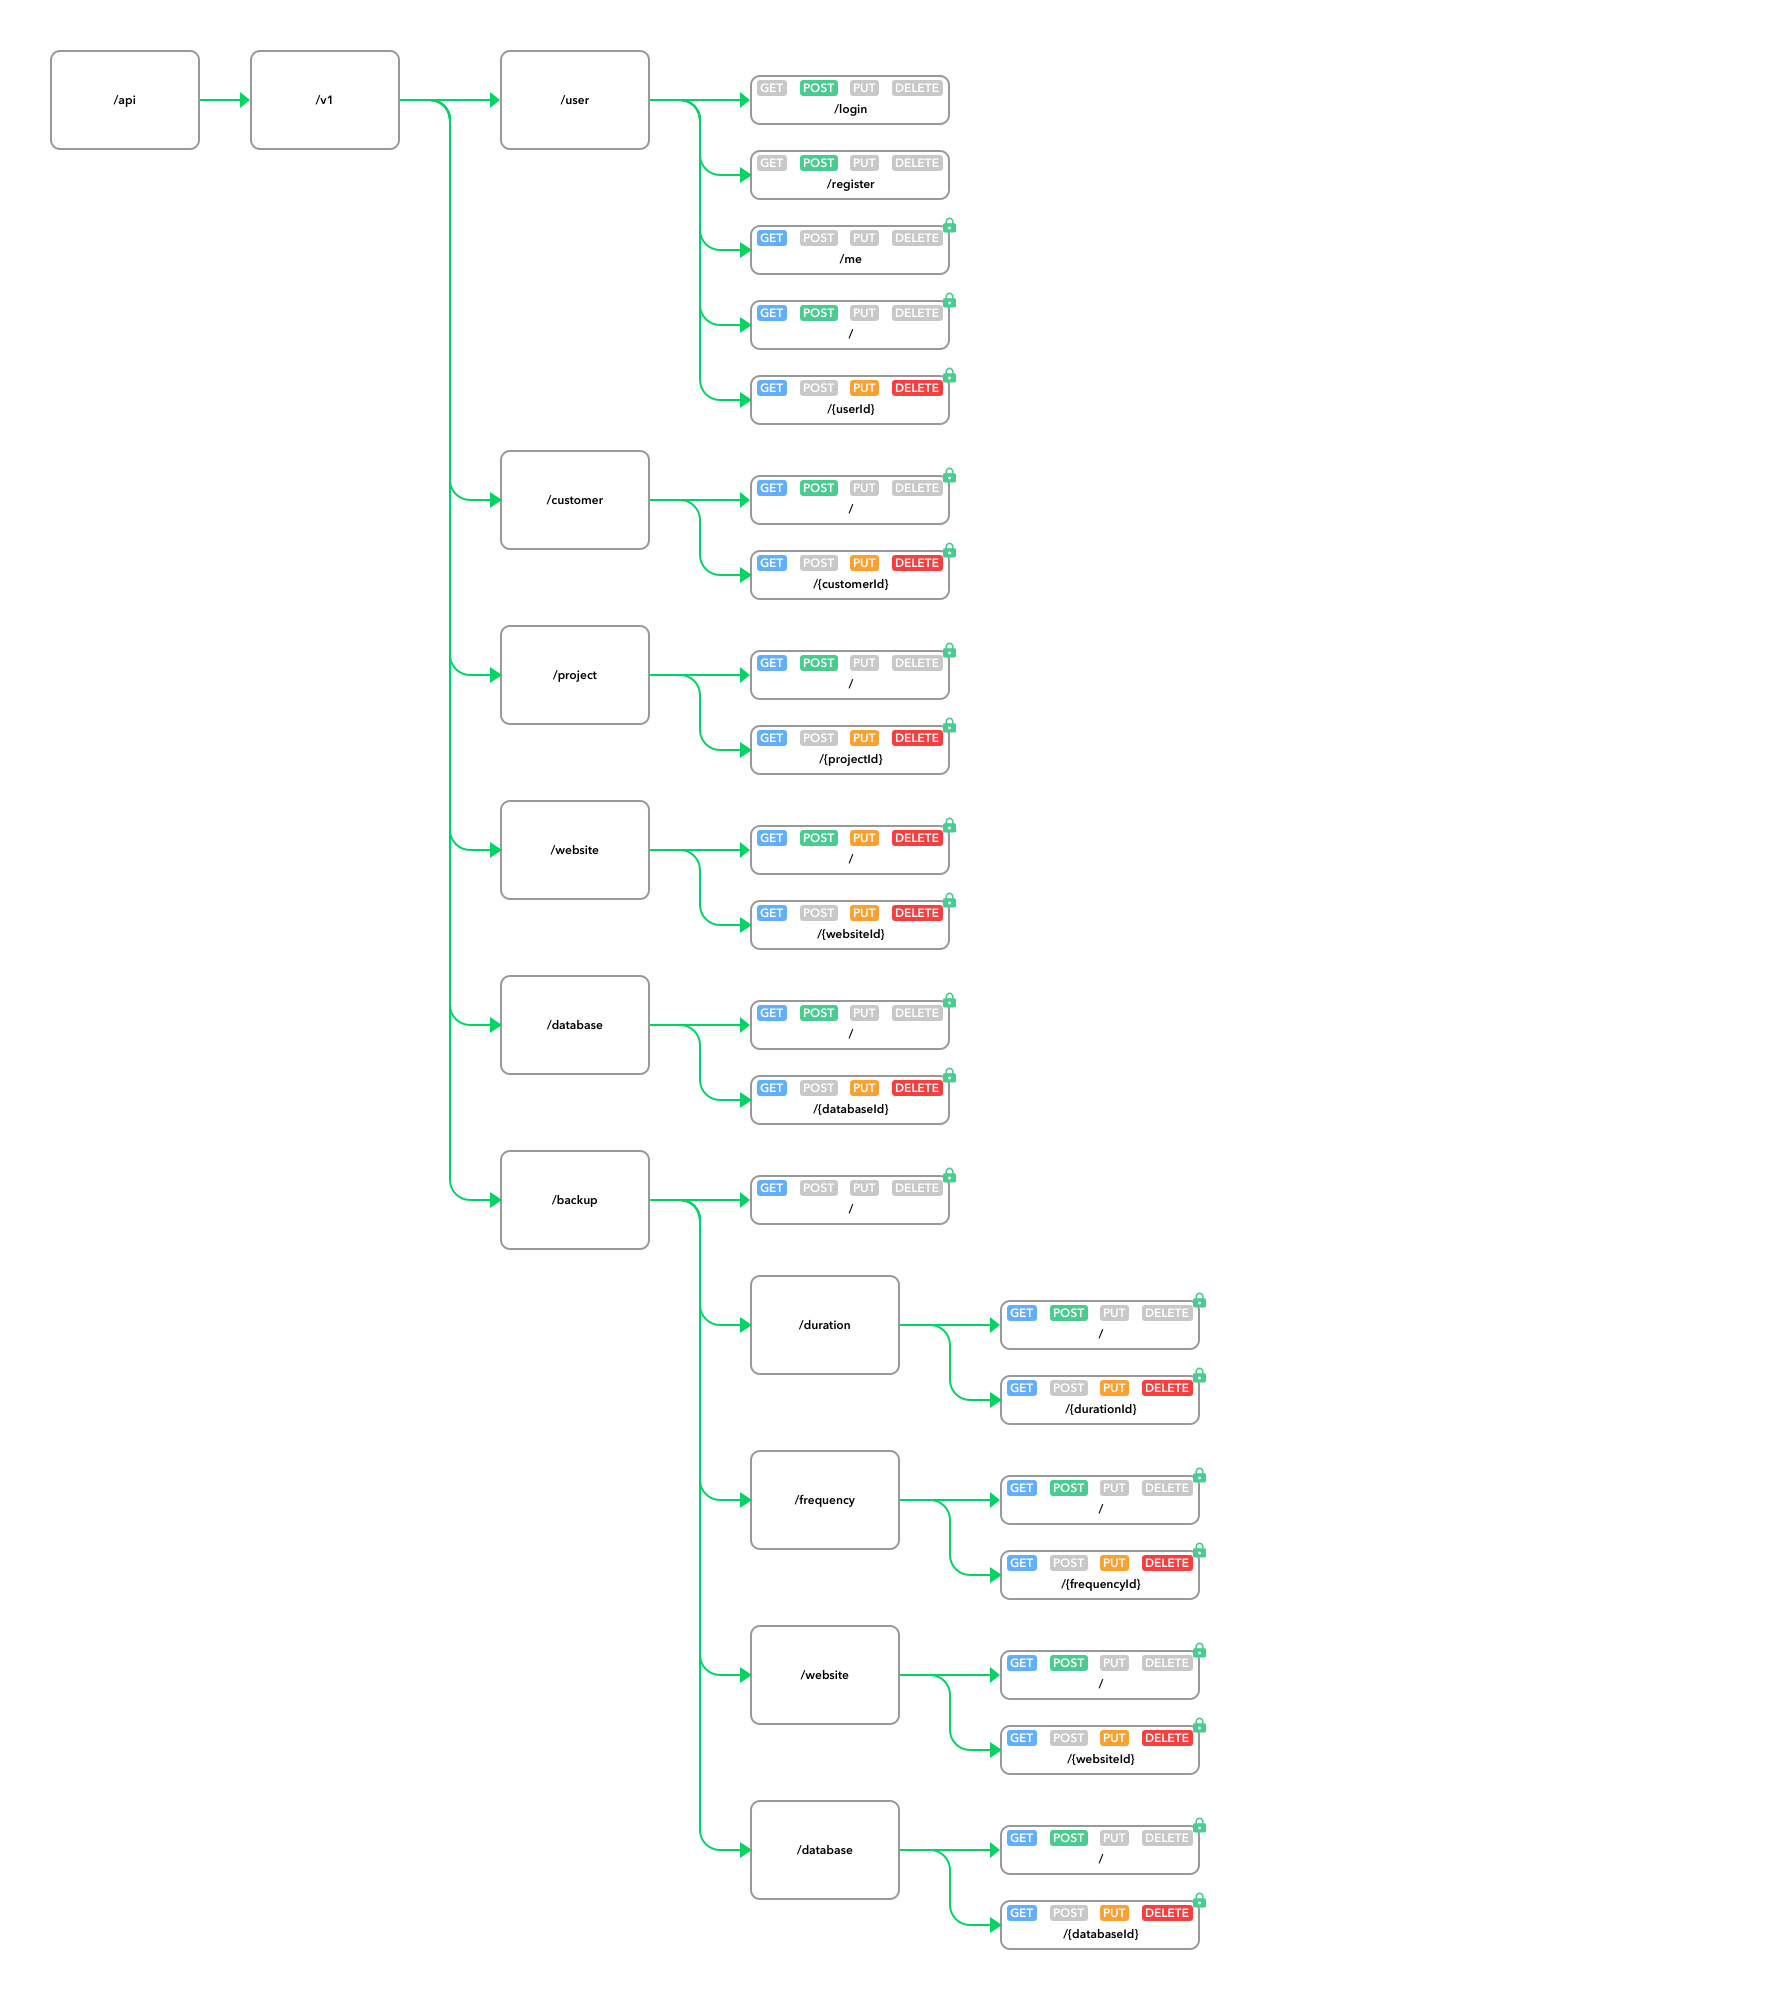 /api
/v1
/user
GET POST PUT DELETE
/login
GET POST PUT DELETE
/register
GET POST PUT DELETE
/me
GET POST PUT DELETE
/
GET POST PUT DELETE
/{userId}
/customer
GET POST PUT DELETE
/
GET POST PUT DELETE
/{customerId}
/project
GET POST PUT DELETE
/
GET POST PUT DELETE
/{projectId}
/website
GET POST PUT DELETE
/
GET POST PUT DELETE
/{websiteId}
/database
GET POST PUT DELETE
/
GET POST PUT DELETE
/{databaseId}
/backup
GET POST PUT DELETE
/
/duration
GET POST PUT DELETE
/
GET POST PUT DELETE
/{durationId}
/frequency
GET POST PUT DELETE
/
GET POST PUT DELETE
/{frequencyId}
/website
GET POST PUT DELETE
/
GET POST PUT DELETE
/{websiteId}
/database
GET POST PUT DELETE
/
GET POST PUT DELETE
/{databaseId}